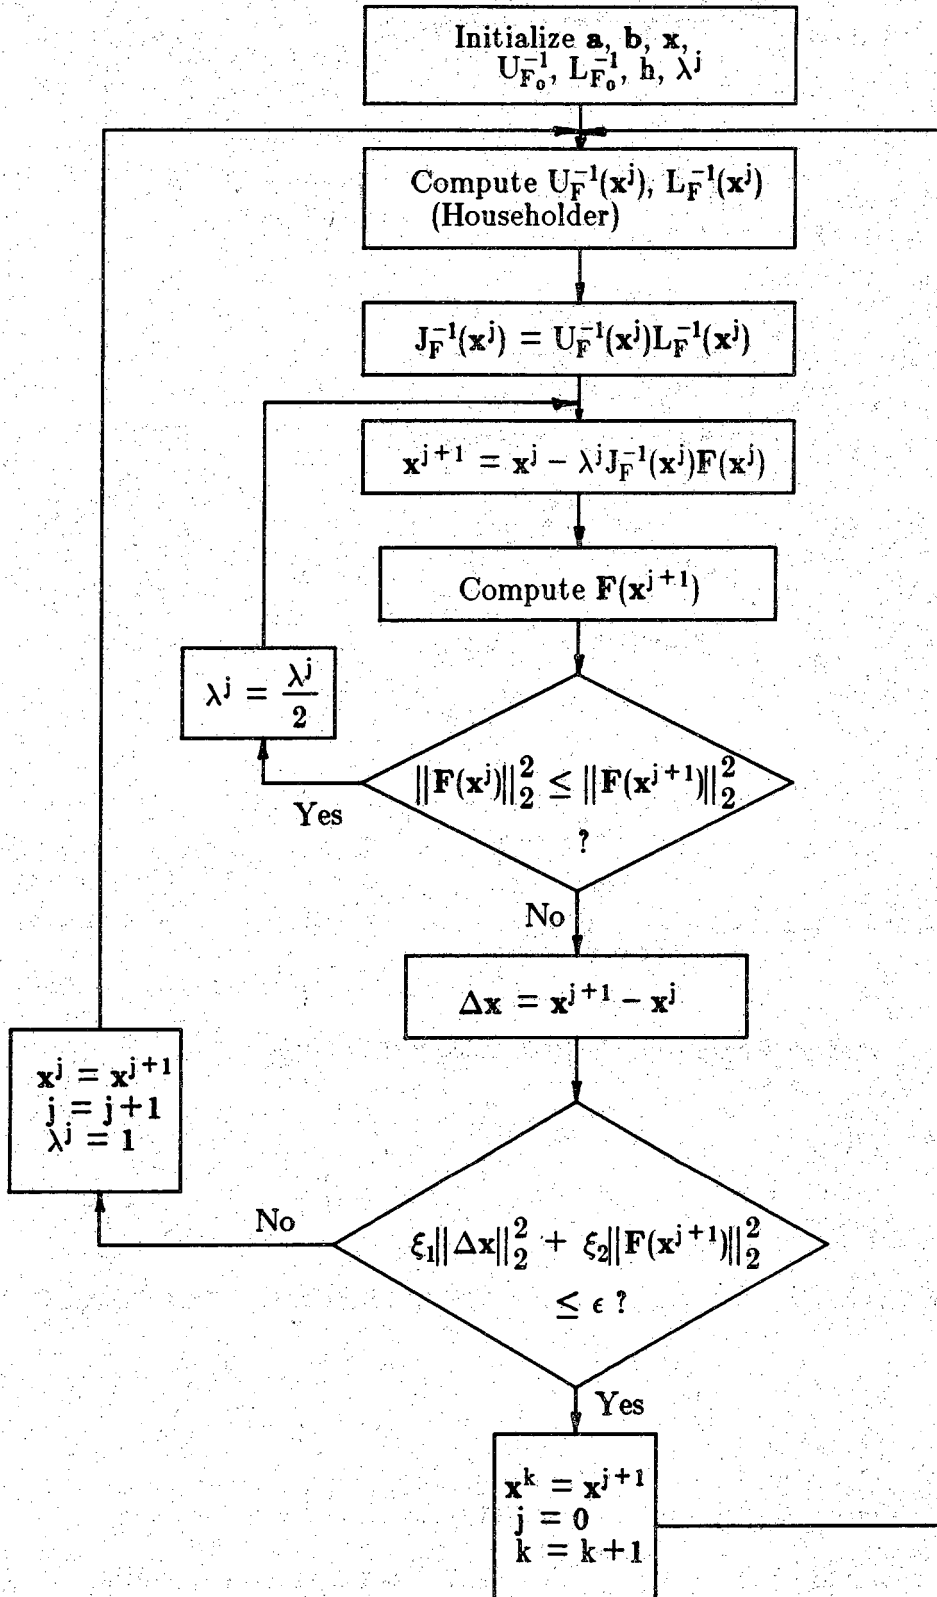 Initialize a, b, x,
U_{F_o}^{-1}, L_{F_o}^{-1}, h, λ^j
Compute U_F^{-1}(x^j), L_F^{-1}(x^j)
(Householder)
J_F^{-1}(x^j) = U_F^{-1}(x^j)L_F^{-1}(x^j)
x^{j+1} = x^j − λ^j J_F^{-1}(x^j)F(x^j)
Compute F(x^{j+1})
λ^j = λ^j/2
||F(x^j)||_2^2 ≤ ||F(x^{j+1})||_2^2
?
Yes
No
Δx = x^{j+1} − x^j
x^j = x^{j+1}
j = j+1
λ^j = 1
No
ξ_1||Δx||_2^2 + ξ_2||F(x^{j+1})||_2^2
≤ ϵ ?
Yes
x^k = x^{j+1}
j = 0
k = k+1